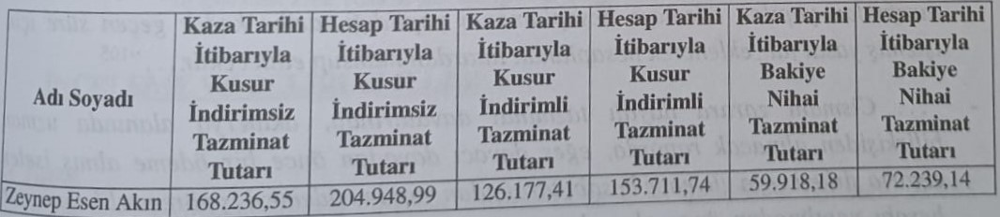 Kaza Tarihi Hesap Tarihi Kaza Tarihi Hesap Tarihi Kaza Tarihi Hesap Tarihi
İtibarıyla İtibarıyla İtibarıyla İtibarıyla İtibarıyla İtibarıyla
Kusur Kusur Kusur Kusur Bakiye Bakiye
Adı Soyadı İndirimsiz İndirimsiz İndirimli İndirimli Nihai Nihai
Tazminat Tazminat Tazminat Tazminat Tazminat Tazminat
Tutarı Tutarı Tutarı Tutarı Tutarı Tutarı
Zeynep Esen Akın 168.236,55 204.948,99 126.177,41 153.711,74 59.918,18 72.239,14